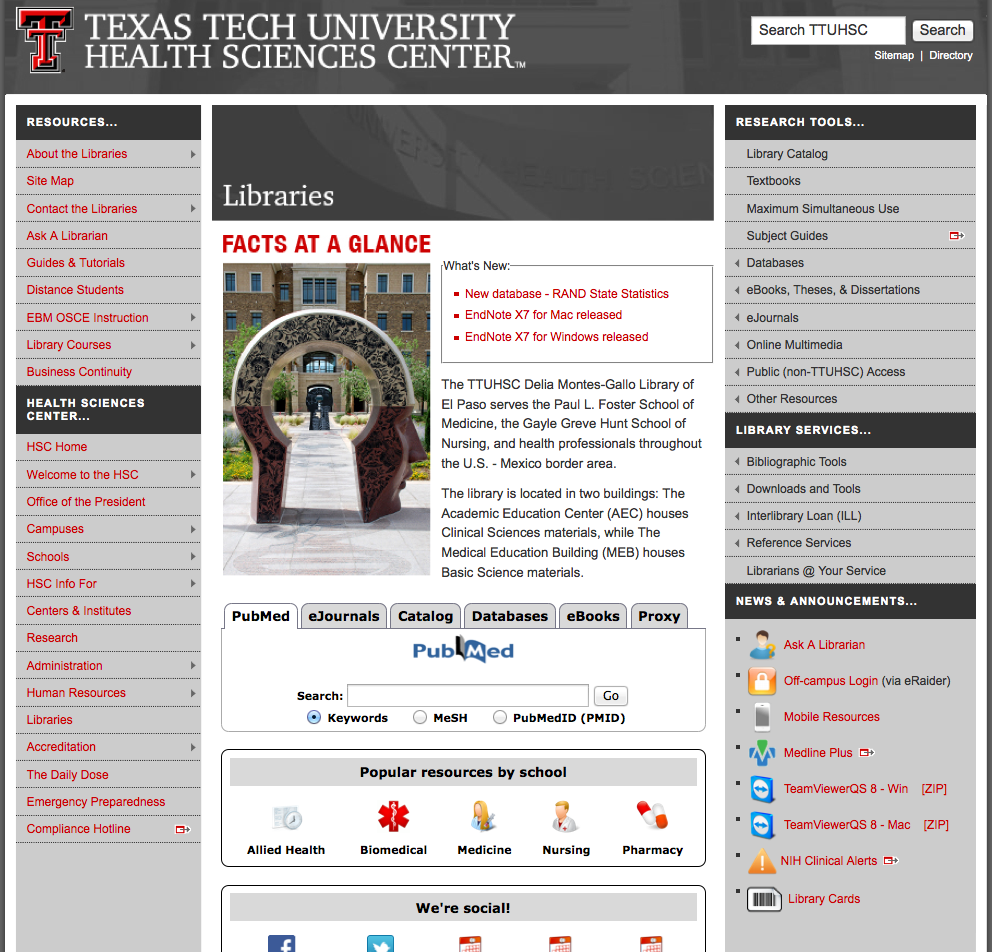 TEXAS TECH UNIVERSITY
HEALTH SCIENCES CENTER™
Search TTUHSC
Search
Sitemap | Directory
RESOURCES...
About the Libraries
Site Map
Contact the Libraries
Ask A Librarian
Guides & Tutorials
Distance Students
EBM OSCE Instruction
Library Courses
Business Continuity
HEALTH SCIENCES
CENTER...
HSC Home
Welcome to the HSC
Office of the President
Campuses
Schools
HSC Info For
Centers & Institutes
Research
Administration
Human Resources
Libraries
Accreditation
The Daily Dose
Emergency Preparedness
Compliance Hotline
Libraries
FACTS AT A GLANCE
What's New:
New database - RAND State Statistics
EndNote X7 for Mac released
EndNote X7 for Windows released
The TTUHSC Delia Montes-Gallo Library of
El Paso serves the Paul L. Foster School of
Medicine, the Gayle Greve Hunt School of
Nursing, and health professionals throughout
the U.S. - Mexico border area.
The library is located in two buildings: The
Academic Education Center (AEC) houses
Clinical Sciences materials, while The
Medical Education Building (MEB) houses
Basic Science materials.
PubMed eJournals Catalog Databases eBooks Proxy
PubMed
Search: Go
Keywords MeSH PubMedID (PMID)
Popular resources by school
Allied Health Biomedical Medicine Nursing Pharmacy
We're social!
RESEARCH TOOLS...
Library Catalog
Textbooks
Maximum Simultaneous Use
Subject Guides
Databases
eBooks, Theses, & Dissertations
eJournals
Online Multimedia
Public (non-TTUHSC) Access
Other Resources
LIBRARY SERVICES...
Bibliographic Tools
Downloads and Tools
Interlibrary Loan (ILL)
Reference Services
Librarians @ Your Service
NEWS & ANNOUNCEMENTS...
Ask A Librarian
Off-campus Login (via eRaider)
Mobile Resources
Medline Plus
TeamViewerQS 8 - Win [ZIP]
TeamViewerQS 8 - Mac [ZIP]
NIH Clinical Alerts
Library Cards